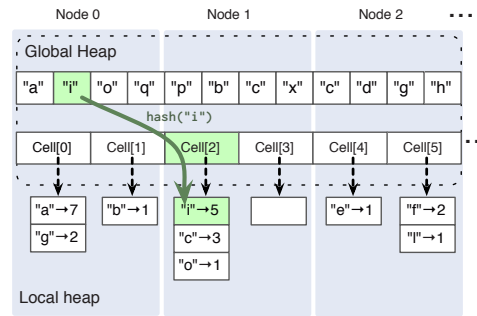 Node 0 Node 1 Node 2 ...
Global Heap
"a" "i" "o" "q" "p" "b" "c" "x" "c" "d" "g" "h"
hash("i")
Cell[0] Cell[1] Cell[2] Cell[3] Cell[4] Cell[5] ...
"a"→7 "b"→1 "i"→5 "e"→1 "f"→2
"g"→2 "c"→3 "l"→1
"o"→1
Local heap